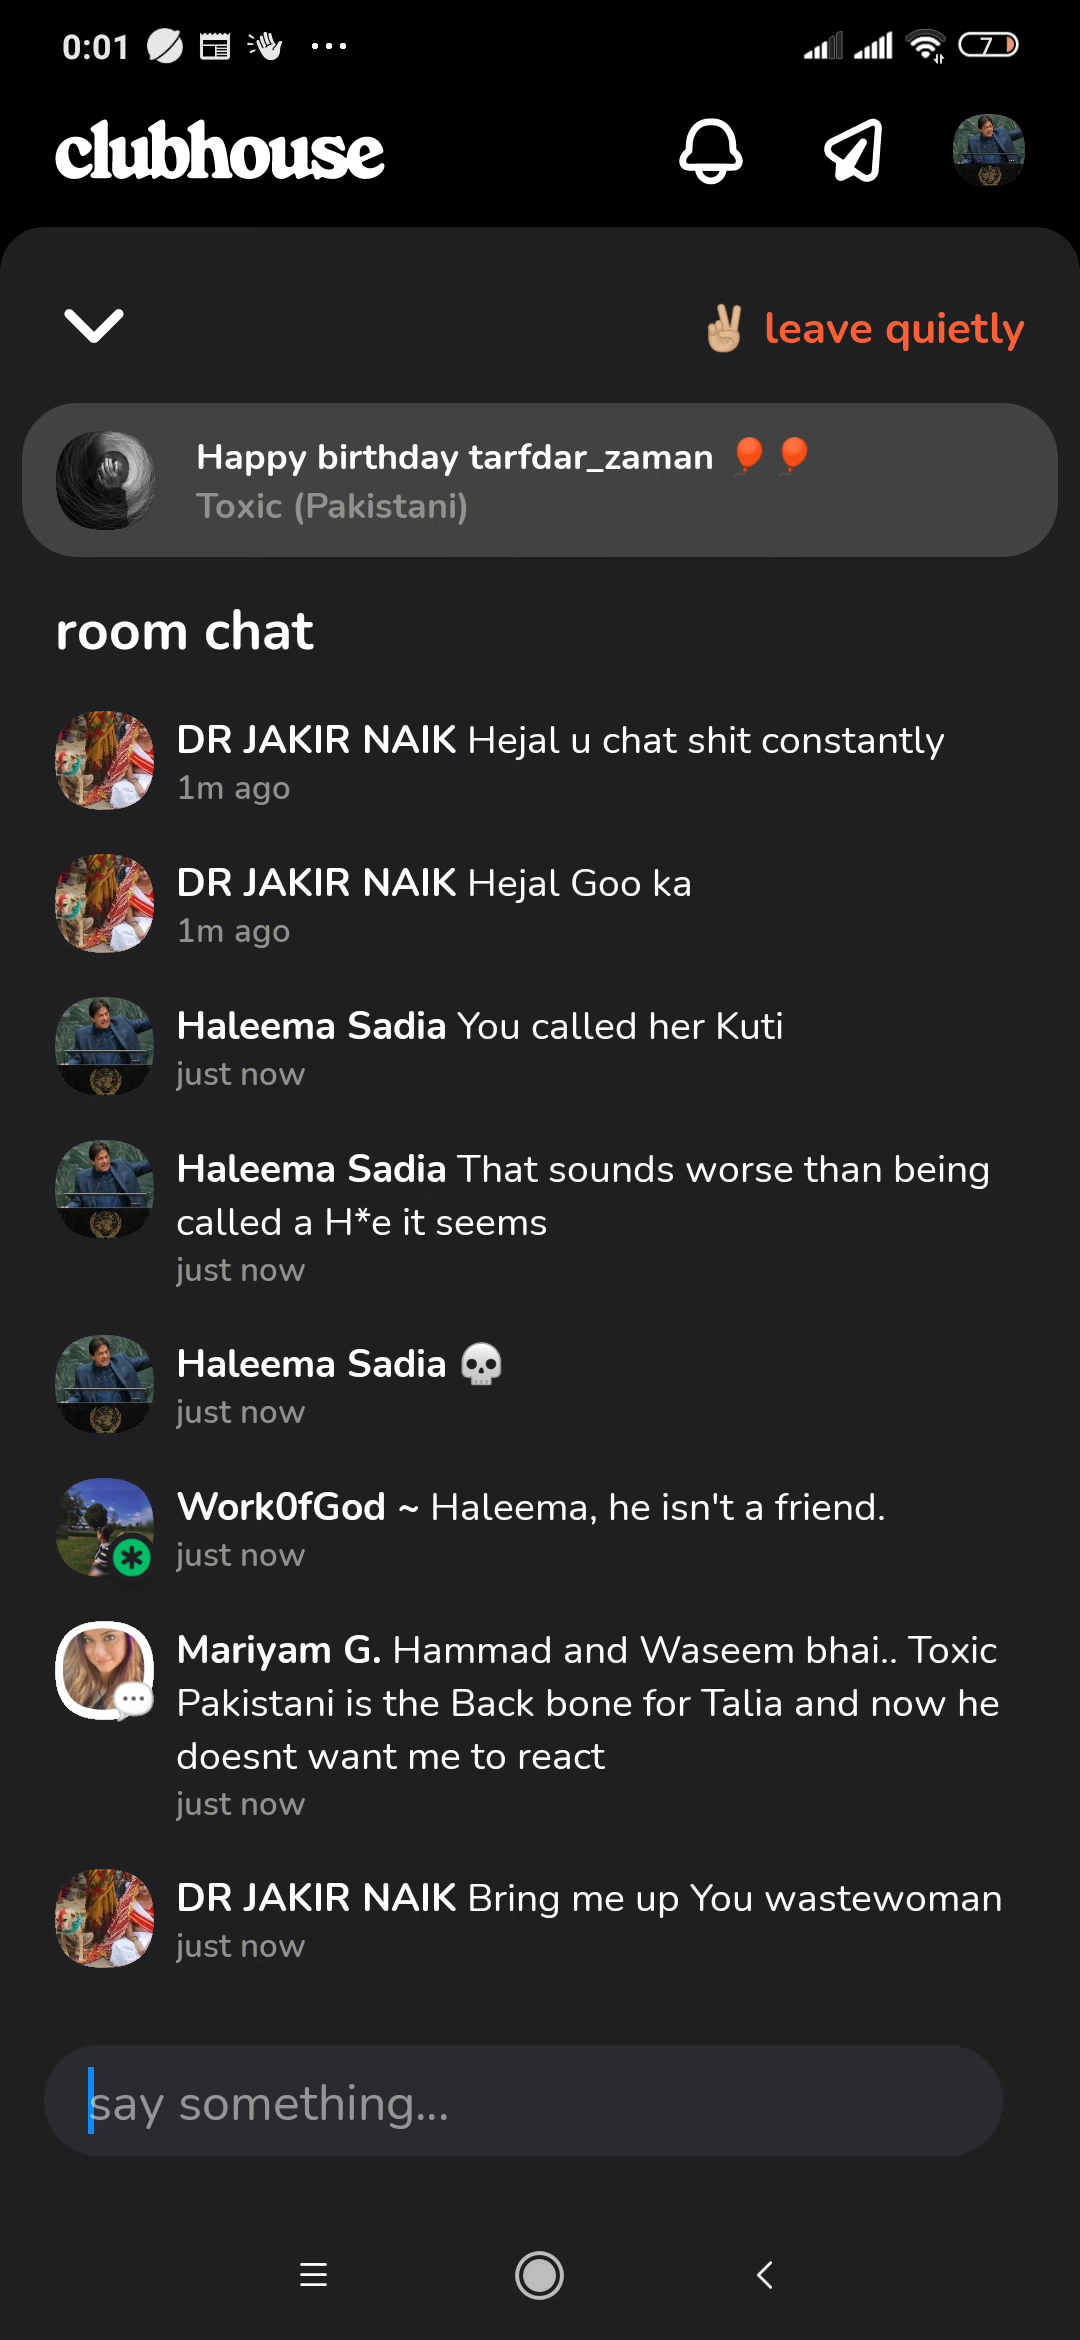 0:01
7
clubhouse
✌🏼 leave quietly
Happy birthday tarfdar_zaman 🎈🎈
Toxic (Pakistani)
room chat
DR JAKIR NAIK Hejal u chat shit constantly
1m ago
DR JAKIR NAIK Hejal Goo ka
1m ago
Haleema Sadia You called her Kuti
just now
Haleema Sadia That sounds worse than being
called a H*e it seems
just now
Haleema Sadia 💀
just now
Work0fGod ~ Haleema, he isn't a friend.
just now
Mariyam G. Hammad and Waseem bhai.. Toxic
Pakistani is the Back bone for Talia and now he
doesnt want me to react
just now
DR JAKIR NAIK Bring me up You wastewoman
just now
say something...